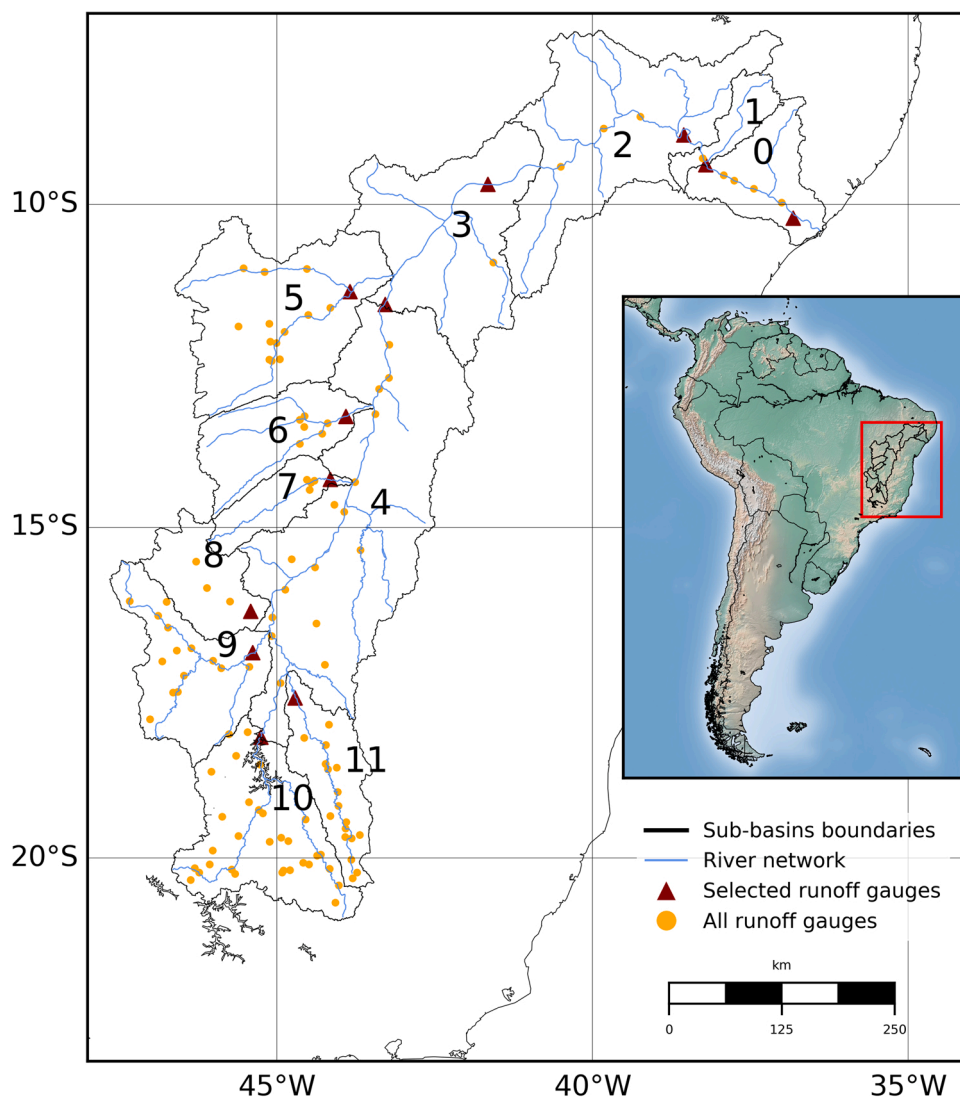 1
0
2
10°S
3
5
6
7
4
15°S
8
9
11
10
Sub-basins boundaries
20°S
River network
Selected runoff gauges
All runoff gauges
km
0
125
250
45°W
40°W
35°W